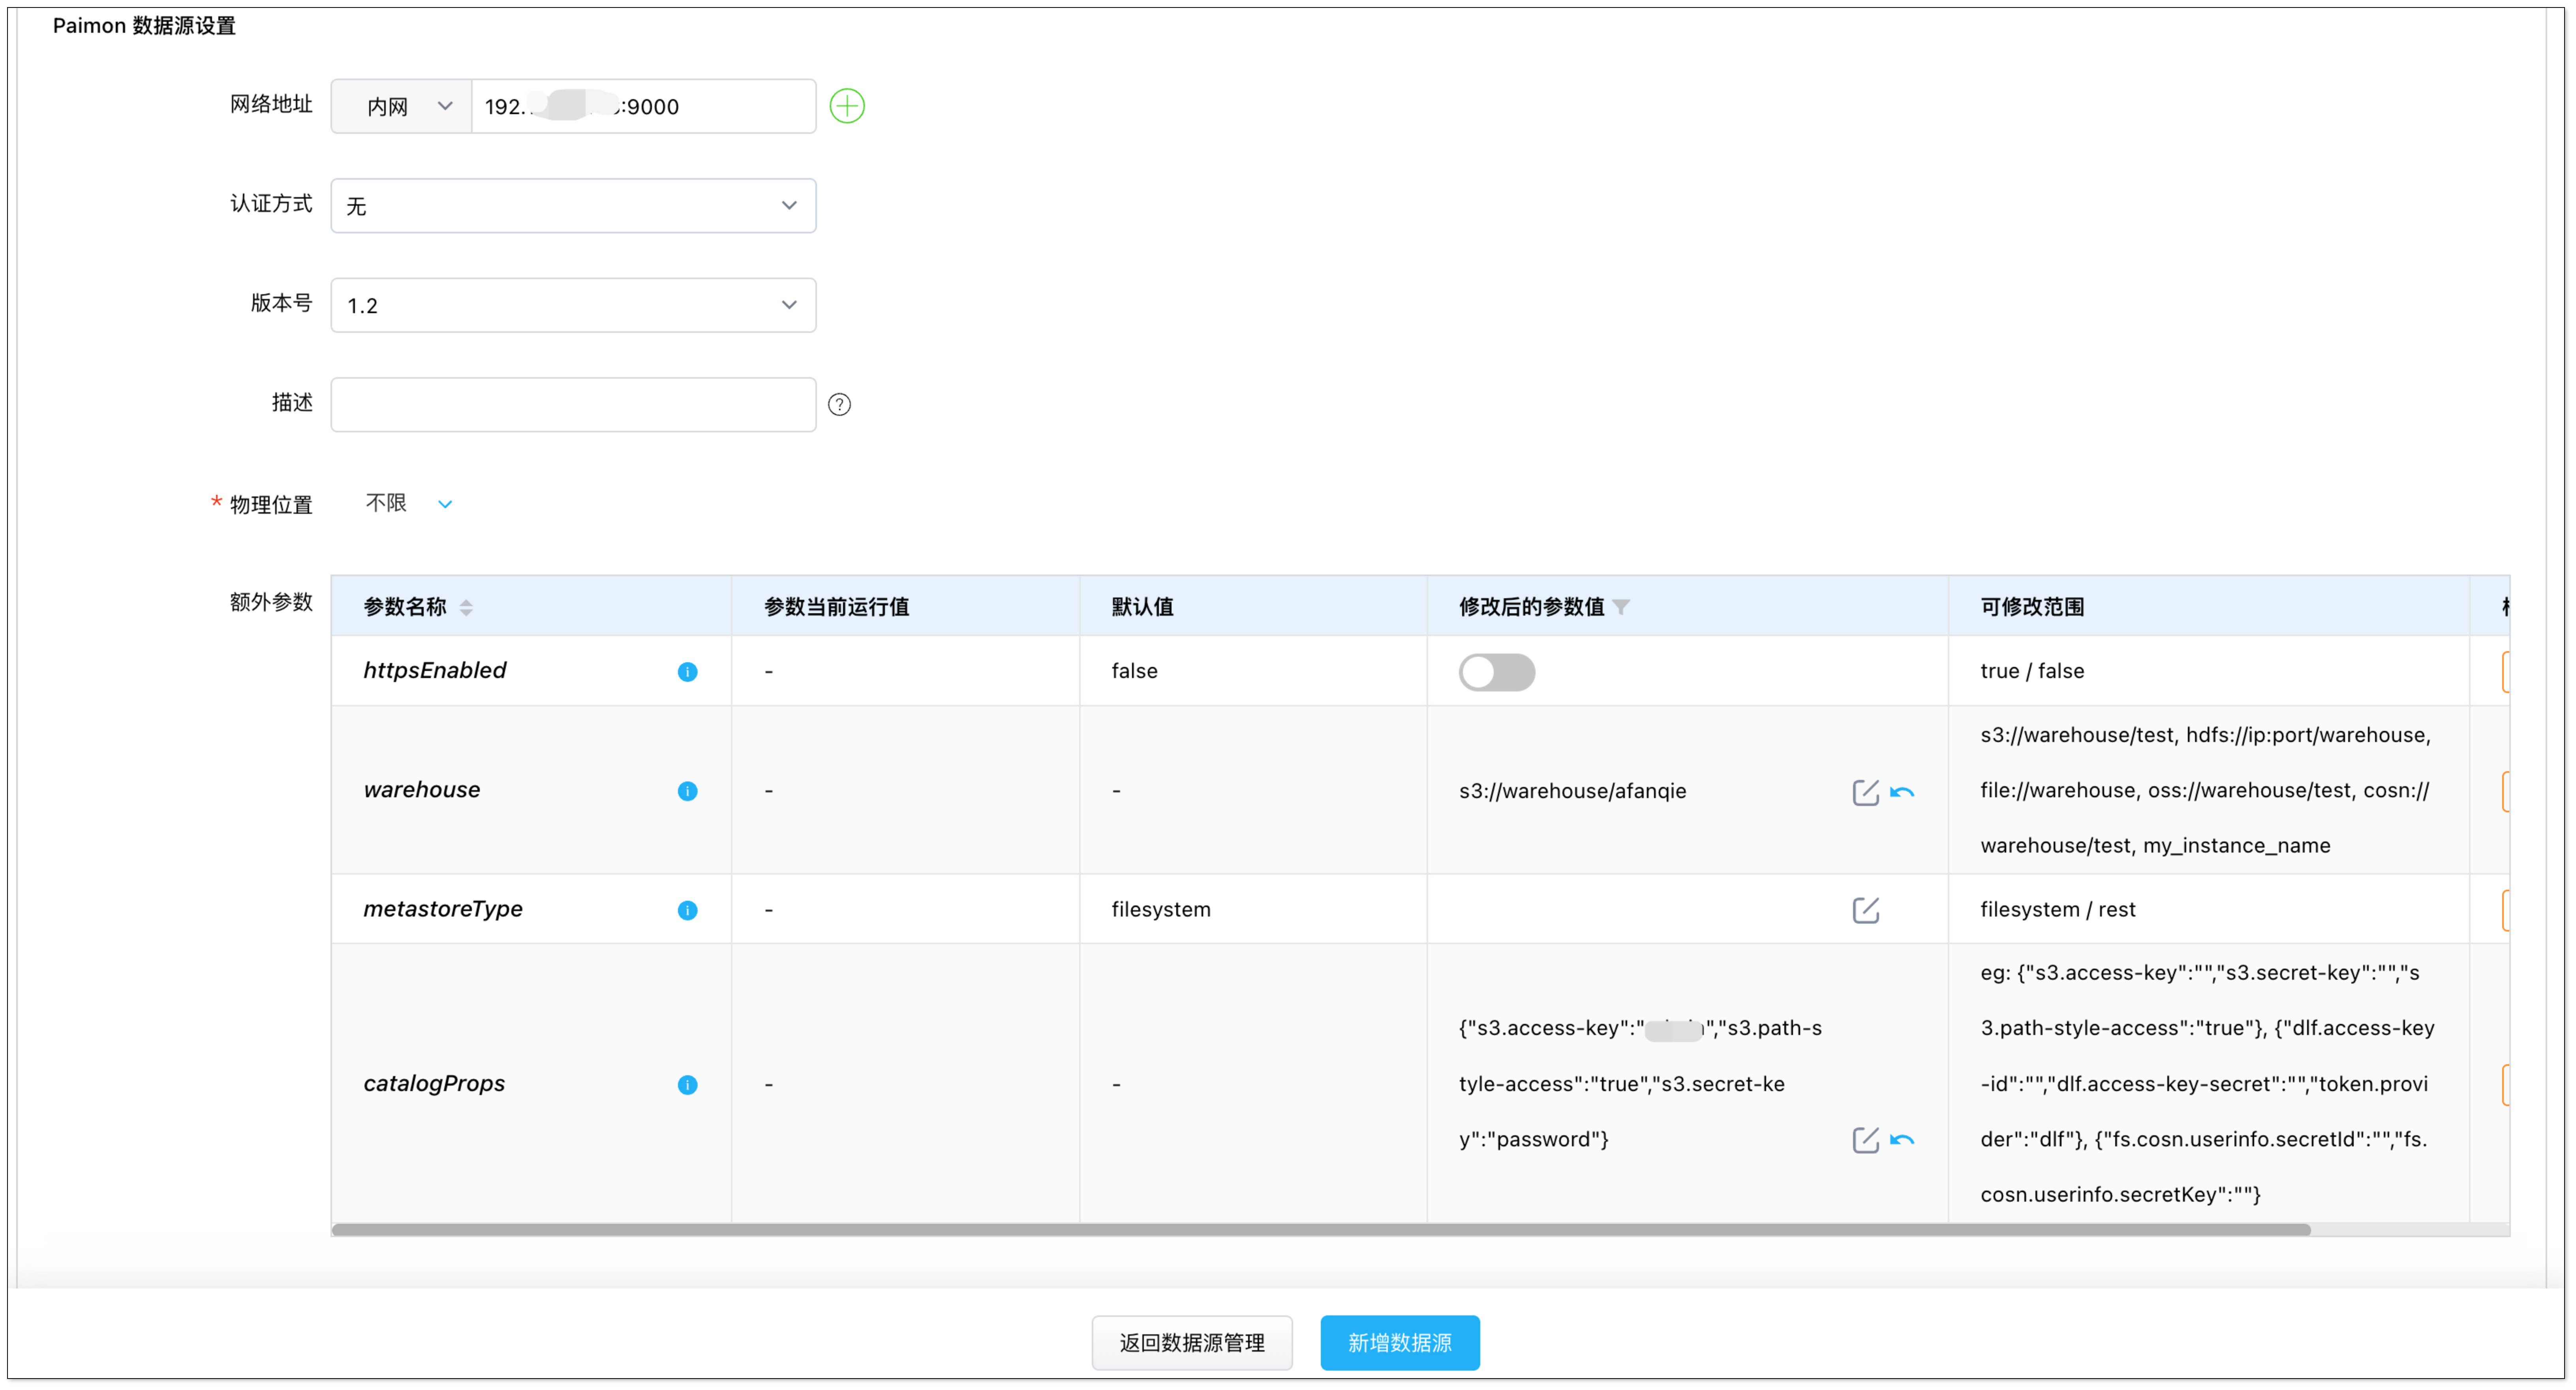 Paimon 数据源设置
网络地址 内网 192. :9000
认证方式 无
版本号 1.2
描述
* 物理位置 不限
额外参数 参数名称 参数当前运行值 默认值 修改后的参数值 可修改范围
httpsEnabled - false true / false
s3://warehouse/test, hdfs://ip:port/warehouse,
warehouse - - s3://warehouse/afanqie file://warehouse, oss://warehouse/test, cosn://
warehouse/test, my_instance_name
metastoreType - filesystem filesystem / rest
eg: {"s3.access-key":"","s3.secret-key":"","s
{"s3.access-key":" ","s3.path-s 3.path-style-access":"true"}, {"dlf.access-key
catalogProps - - tyle-access":"true","s3.secret-ke -id":"","dlf.access-key-secret":"","token.provi
y":"password"} der":"dlf"}, {"fs.cosn.userinfo.secretId":"","fs.
cosn.userinfo.secretKey":""}
返回数据源管理 新增数据源